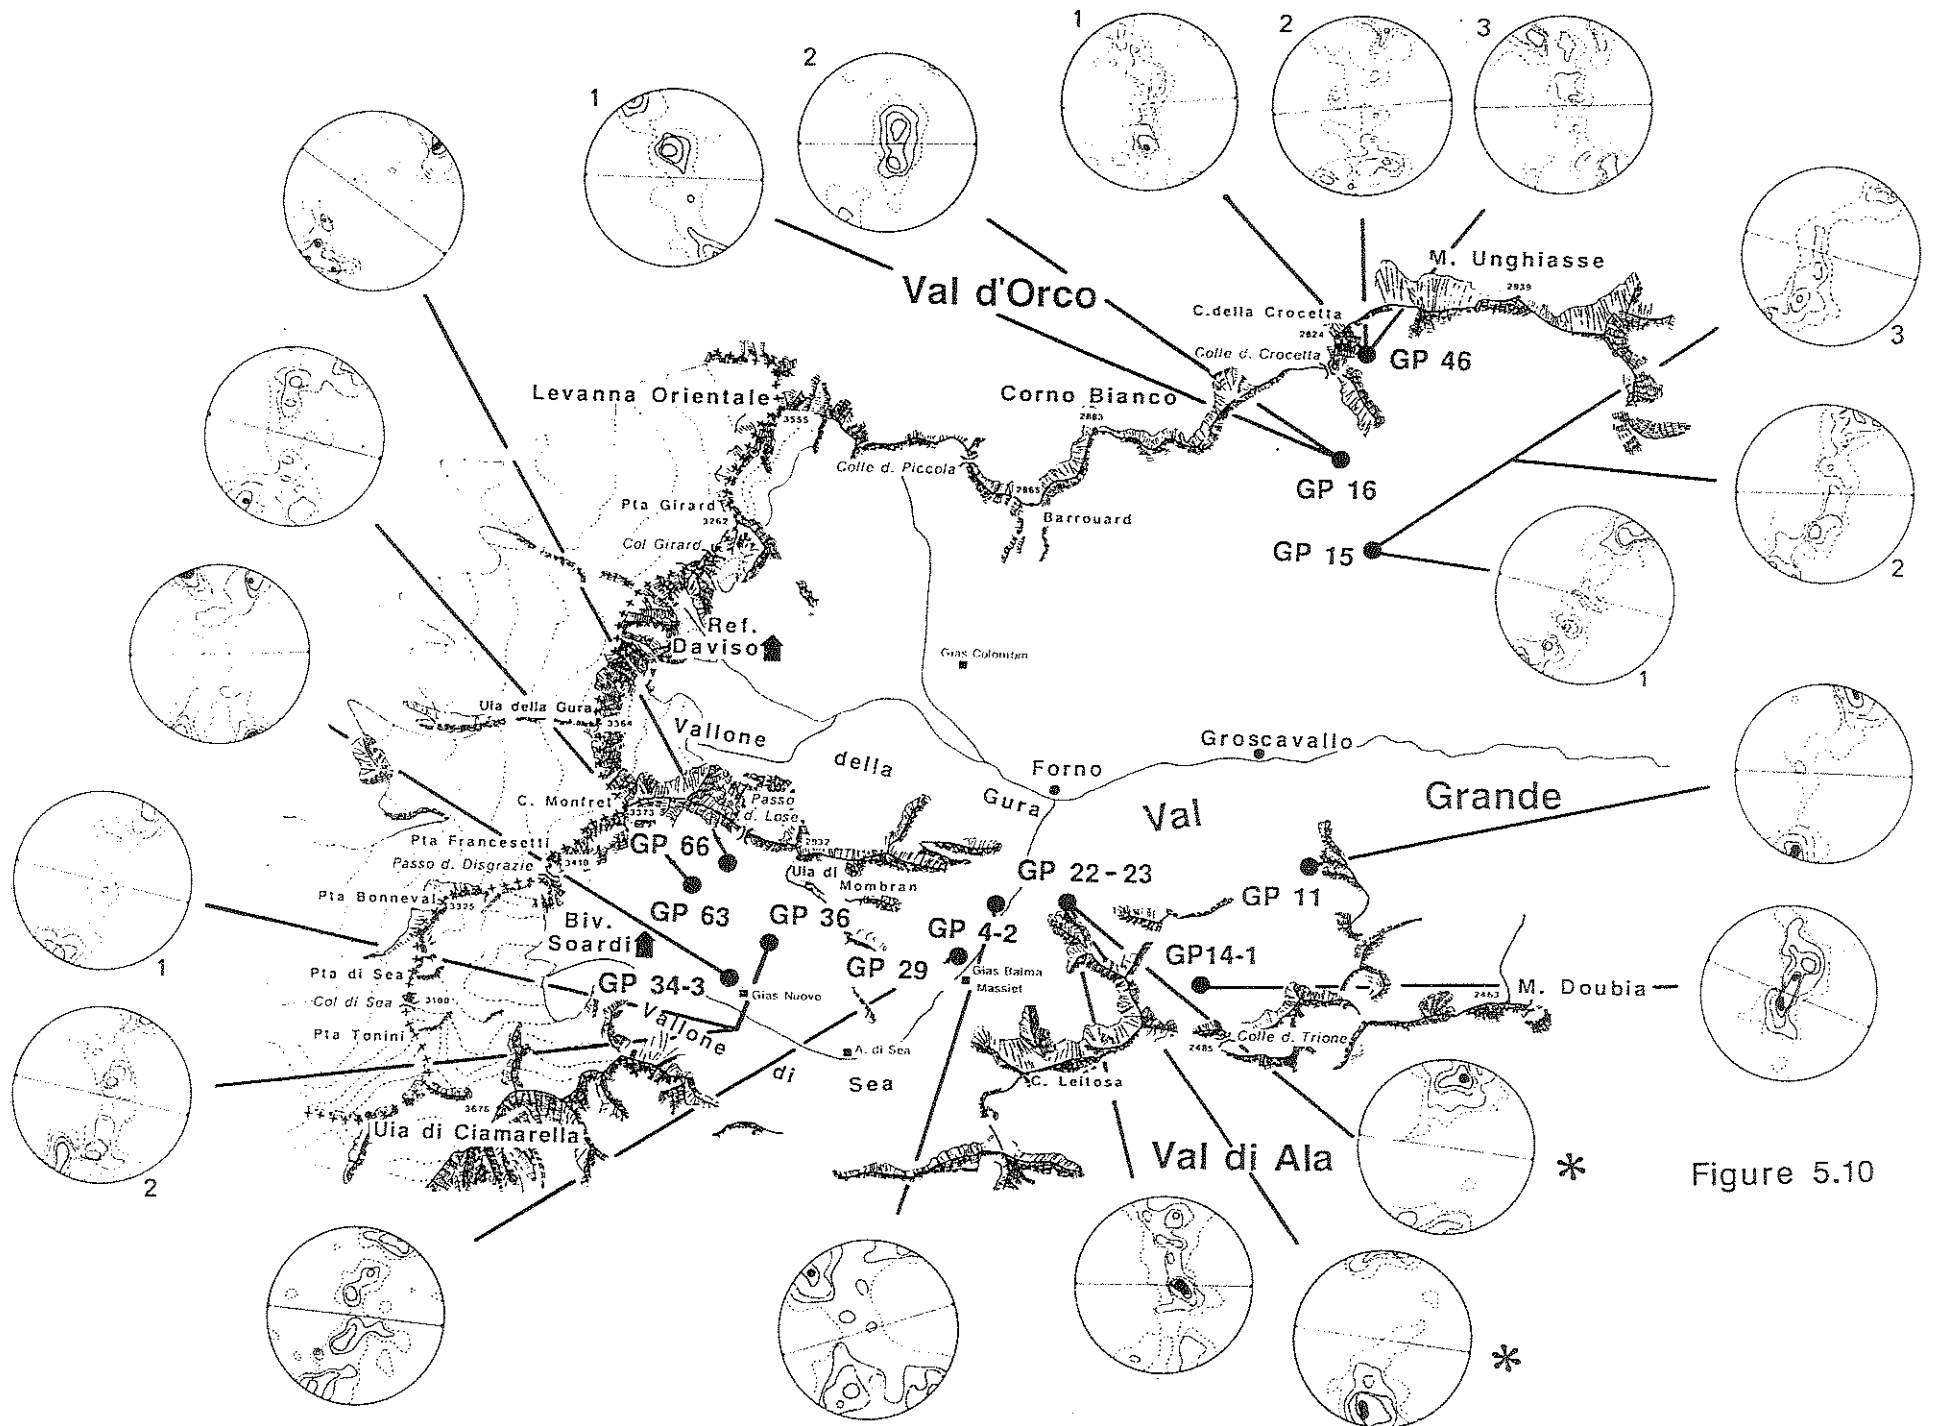 1
2
1
2
3
M. Unghiasse
2939
Val d'Orco
C. della Crocetta
2824
Colle d. Crocetta
GP 46
3
Levanna Orientale
3555
Corno Bianco
2883
Colle d. Piccola
2865
GP 16
Pta Girard
3262
Barrouard
Col Girard
GP 15
2
Ref.
Daviso
1
Uia della Gura
3364
Vallone
della
Gura
Groscavallo
Forno
Val
Grande
C. Monfret
3373
Passo
d. Lose
Pta Francesetti
3410
Passo d. Disgrazie
GP 66
2937
Uia di
Mombran
GP 22-23
GP 11
Pta Bonneval
3325
GP 63
GP 36
Biv.
Soardi
GP 4-2
GP 29
GP14-1
1
Pta di Sea
GP 34-3
Gias Nuovo
Gias Balma
Massiet
M. Doubia
2463
Col di Sea
3100
Vallone
di
Sea
Pta Tonini
A. di Sea
Colle d. Trione
2485
C. Leitosa
3676
Uia di Ciamarella
Val di Ala
2
*
Figure 5.10
*